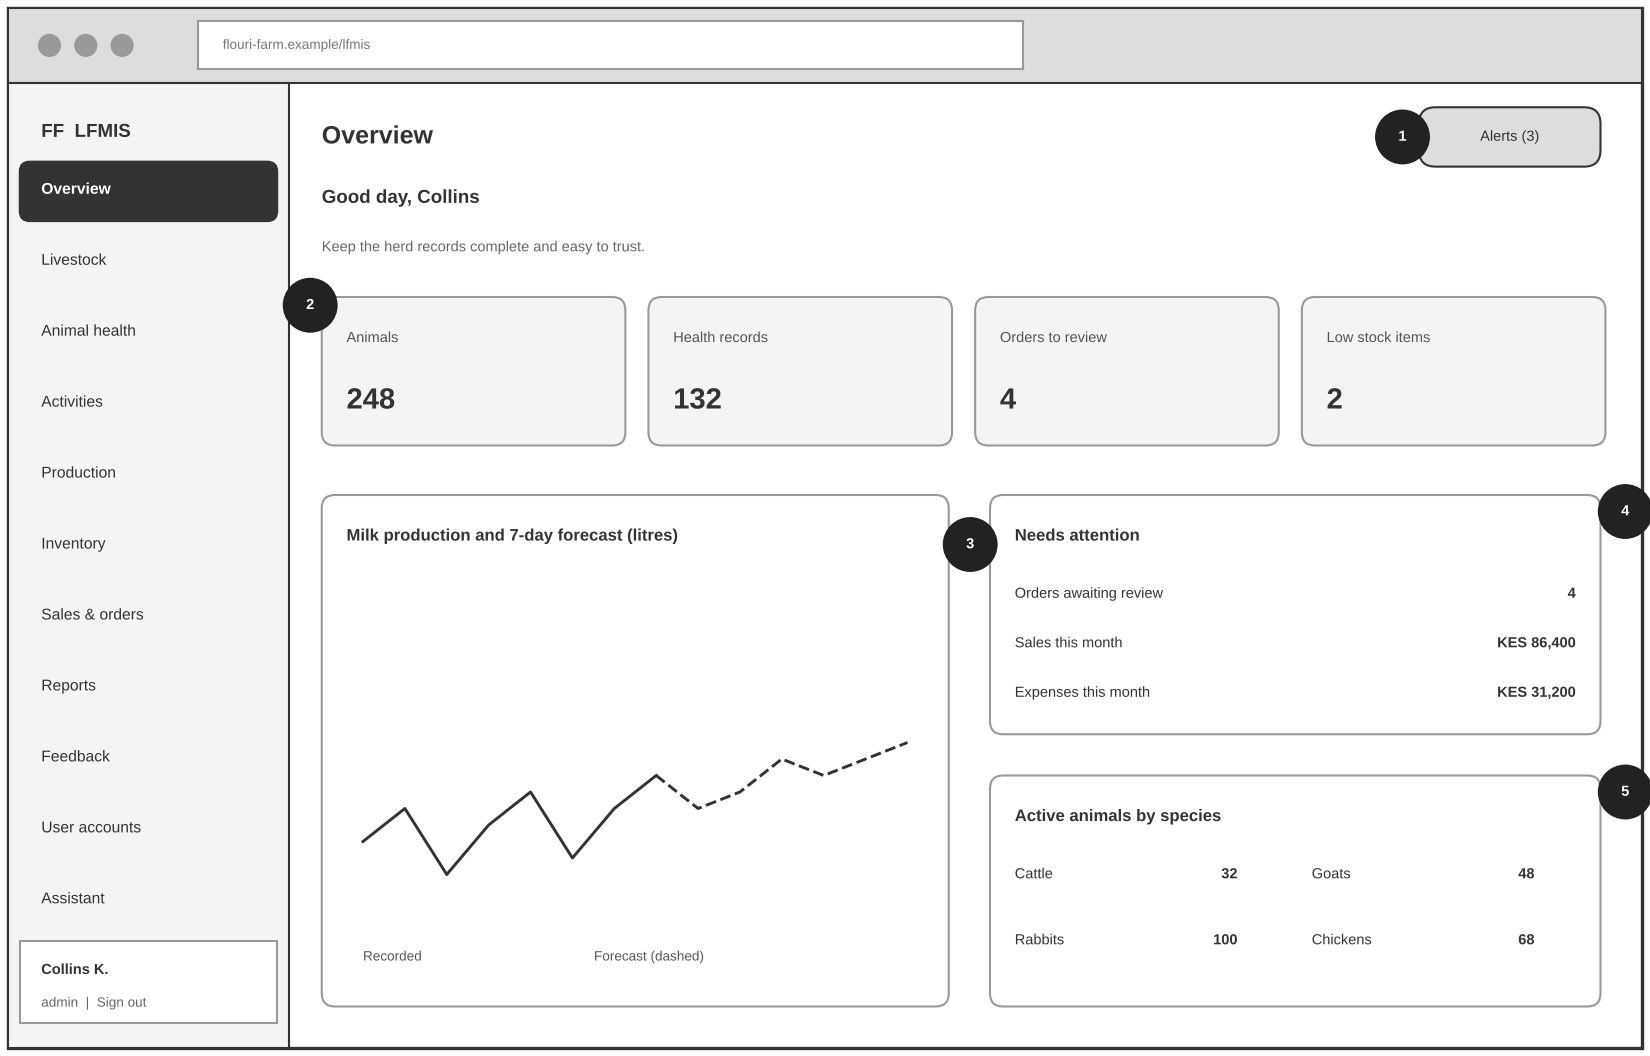 flouri-farm.example/lfmis
FF LFMIS
Overview
Livestock
Animal health
Activities
Production
Inventory
Sales & orders
Reports
Feedback
User accounts
Assistant
Collins K.
admin | Sign out
Overview
1
Alerts (3)
Good day, Collins
Keep the herd records complete and easy to trust.
2
Animals
248
Health records
132
Orders to review
4
Low stock items
2
Milk production and 7-day forecast (litres)
Recorded
Forecast (dashed)
3
Needs attention
4
Orders awaiting review 4
Sales this month KES 86,400
Expenses this month KES 31,200
5
Active animals by species
Cattle 32 Goats 48
Rabbits 100 Chickens 68